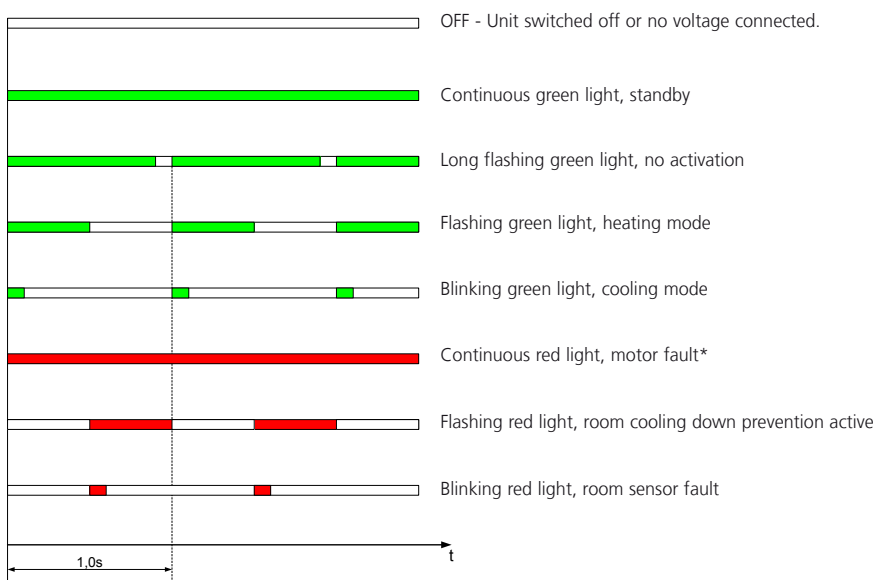 OFF - Unit switched off or no voltage connected.
Continuous green light, standby
Long flashing green light, no activation
Flashing green light, heating mode
Blinking green light, cooling mode
Continuous red light, motor fault*
Flashing red light, room cooling down prevention active
Blinking red light, room sensor fault
t
1,0s